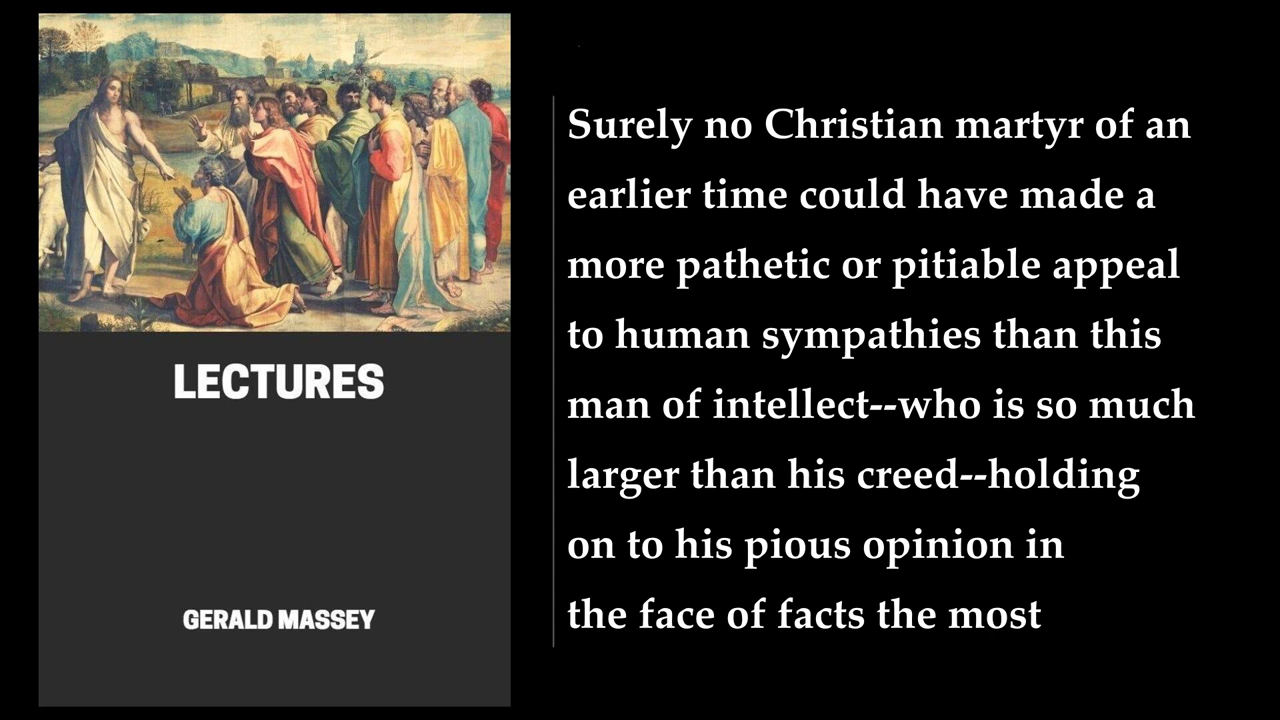 LECTURES
GERALD MASSEY
Surely no Christian martyr of an
earlier time could have made a
more pathetic or pitiable appeal
to human sympathies than this
man of intellect--who is so much
larger than his creed--holding
on to his pious opinion in
the face of facts the most